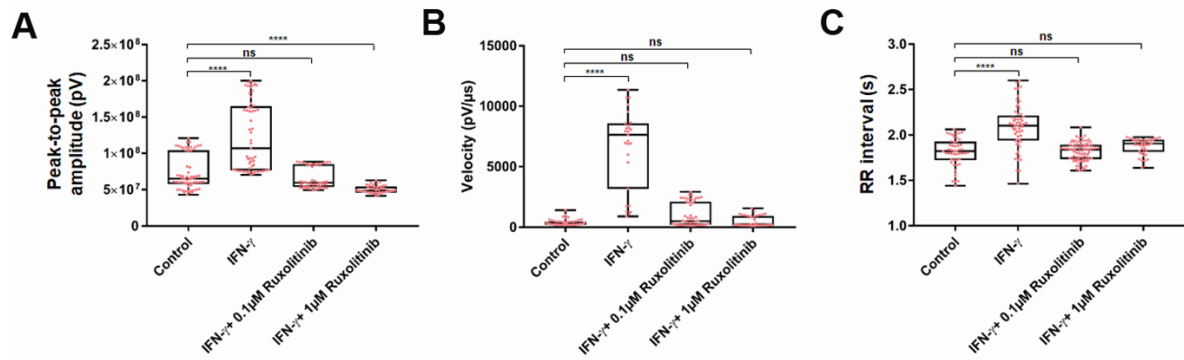 A
Peak-to-peak
amplitude (pV)
2.5×10⁸
2×10⁸
1.5×10⁸
1×10⁸
5×10⁷
0
****
ns
****
Control
IFN-γ
IFN-γ+ 0.1μM Ruxolitinib
IFN-γ+ 1μM Ruxolitinib
B
Velocity (pV/μs)
15000
10000
5000
0
ns
ns
****
Control
IFN-γ
IFN-γ+ 0.1μM Ruxolitinib
IFN-γ+ 1μM Ruxolitinib
C
RR interval (s)
3.0
2.5
2.0
1.5
1.0
ns
ns
****
Control
IFN-γ
IFN-γ+ 0.1μM Ruxolitinib
IFN-γ+ 1μM Ruxolitinib